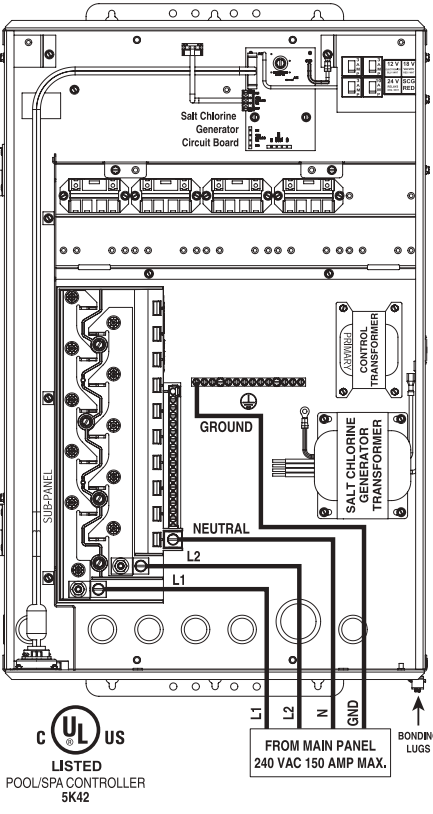 Salt Chlorine
Generator
Circuit Board
12 V
18 V
24 V
SCG
RED
PRIMARY
CONTROL
TRANSFORMER
GROUND
SALT CHLORINE
GENERATOR
TRANSFORMER
SUB-PANEL
NEUTRAL
L2
L1
L1
L2
N
GND
FROM MAIN PANEL
240 VAC 150 AMP MAX.
BONDING
LUGS
C UL US
®
LISTED
POOL/SPA CONTROLLER
5K42